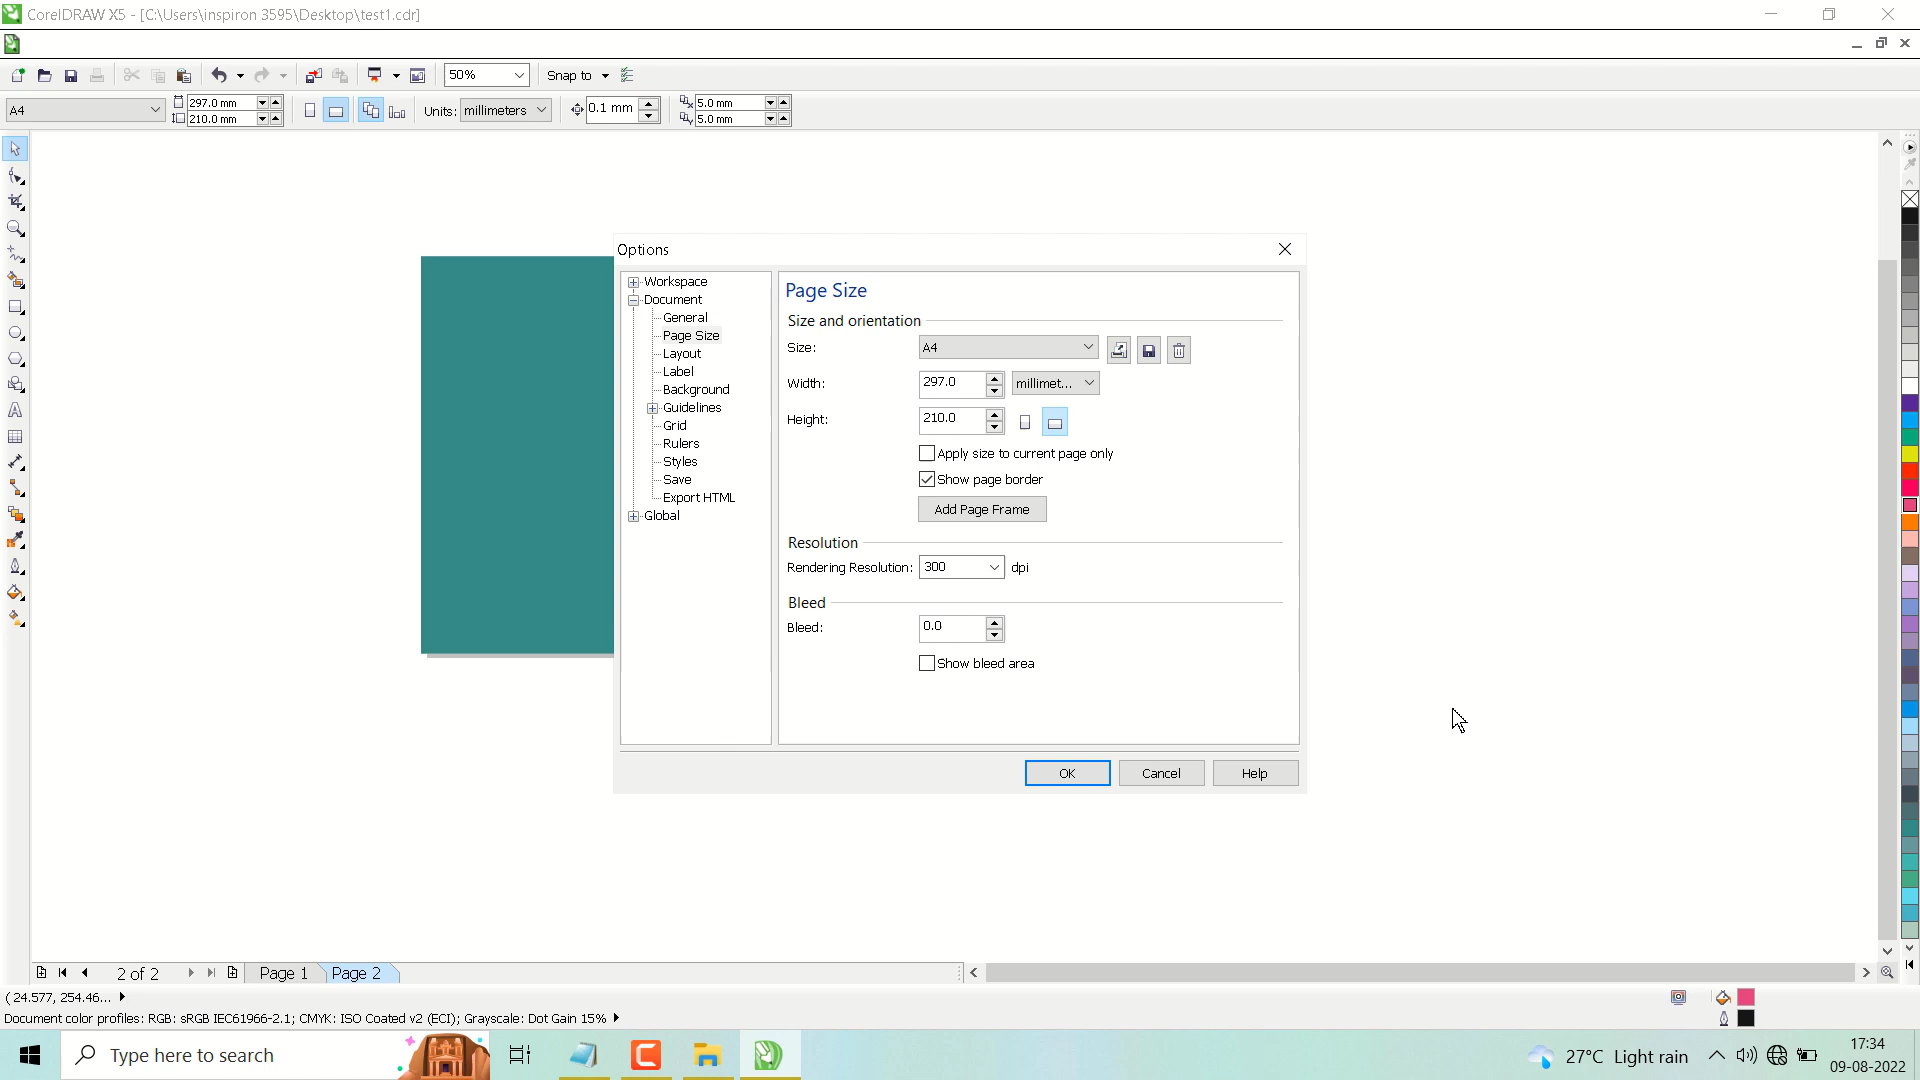 CorelDRAW X5 - [C:\Users\inspiron 3595\Desktop\test1.cdr]
50%
Snap to
A4
297.0 mm
210.0 mm
Units: millimeters
0.1 mm
5.0 mm
5.0 mm
Options
Workspace
Document
General
Page Size
Layout
Label
Background
Guidelines
Grid
Rulers
Styles
Save
Export HTML
Global
Page Size
Size and orientation
Size: A4
Width: 297.0 millimet...
Height: 210.0
Apply size to current page only
Show page border
Add Page Frame
Resolution
Rendering Resolution: 300 dpi
Bleed
Bleed: 0.0
Show bleed area
OK Cancel Help
2 of 2 Page 1 Page 2
( 24.577, 254.46...
Document color profiles: RGB: sRGB IEC61966-2.1; CMYK: ISO Coated v2 (ECI); Grayscale: Dot Gain 15%
Type here to search
27°C Light rain
17:34
09-08-2022